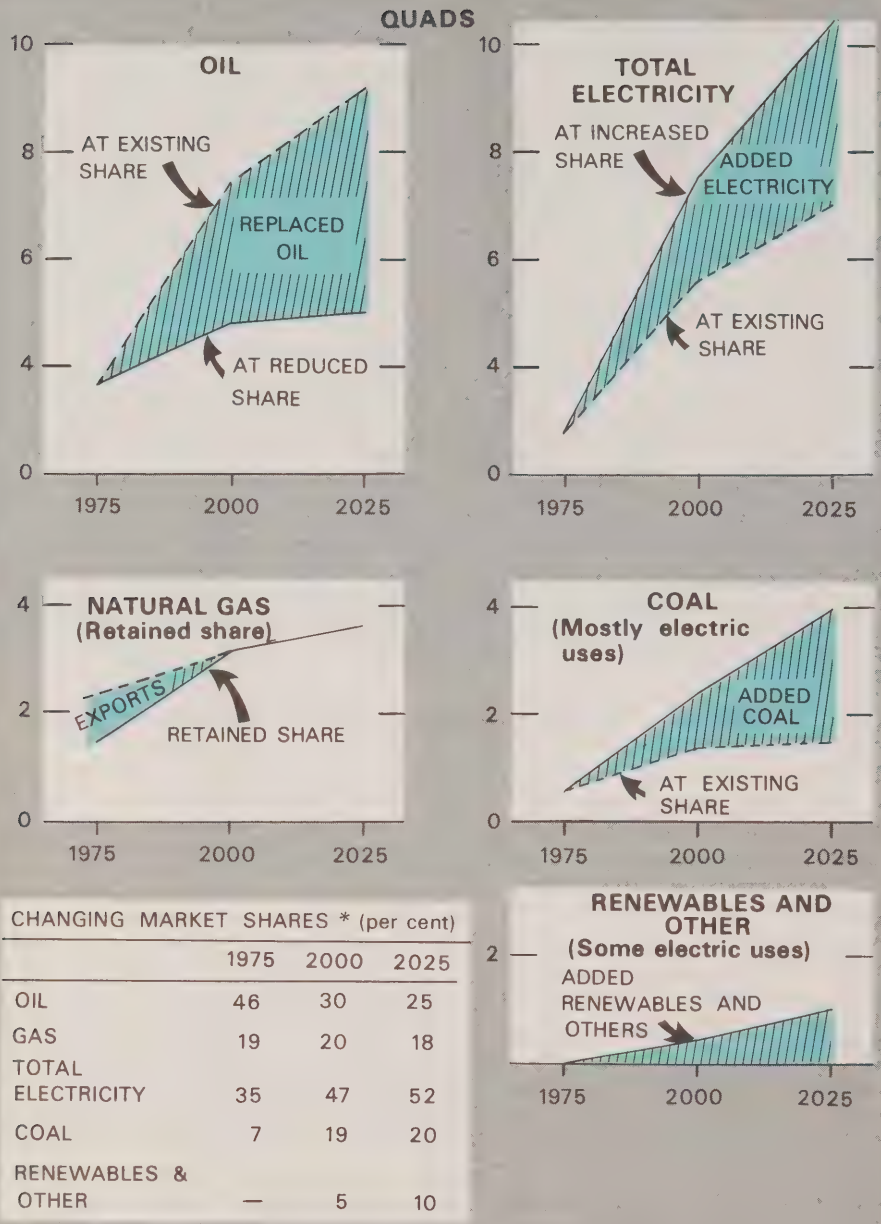 QUADS
OIL
10
8
6
4
0
AT EXISTING
SHARE
REPLACED
OIL
AT REDUCED
SHARE
1975 2000 2025
TOTAL
ELECTRICITY
10
8
6
4
0
AT INCREASED
SHARE
ADDED
ELECTRICITY
AT EXISTING
SHARE
1975 2000 2025
NATURAL GAS
(Retained share)
4
2
0
EXPORTS
RETAINED SHARE
1975 2000 2025
COAL
(Mostly electric
uses)
4
2
0
ADDED
COAL
AT EXISTING
SHARE
1975 2000 2025
CHANGING MARKET SHARES * (per cent)
1975 2000 2025
OIL 46 30 25
GAS 19 20 18
TOTAL
ELECTRICITY 35 47 52
COAL 7 19 20
RENEWABLES &
OTHER — 5 10
RENEWABLES AND
OTHER
(Some electric uses)
2
ADDED
RENEWABLES AND
OTHERS
1975 2000 2025